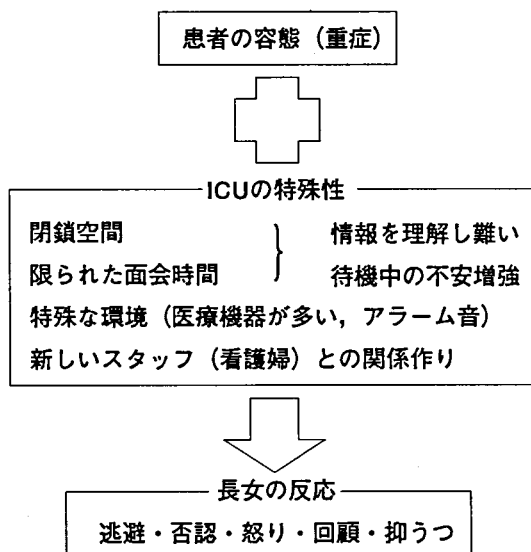 患者の容態（重症）
ICUの特殊性
閉鎖空間 情報を理解し難い
限られた面会時間 待機中の不安増強
特殊な環境（医療機器が多い，アラーム音）
新しいスタッフ（看護婦）との関係作り
長女の反応
逃避・否認・怒り・回顧・抑うつ